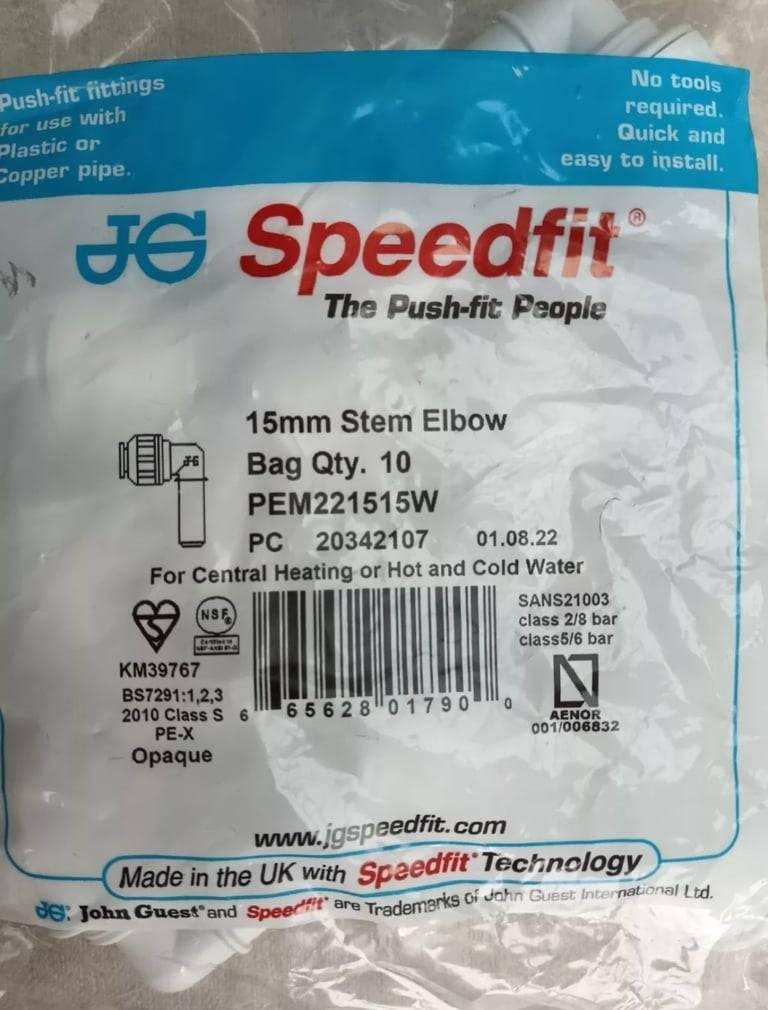 Push-fit fittings
for use with
Plastic or
Copper pipe.
No tools
required.
Quick and
easy to install.
JG Speedfit®
The Push-fit People
15mm Stem Elbow
JG
Bag Qty. 10
PEM221515W
PC 20342107 01.08.22
For Central Heating or Hot and Cold Water
NSF®
KM39767
BS7291:1,2,3
2010 Class S
PE-X
Opaque
6 65628 01790 0
SANS21003
class 2/8 bar
class5/6 bar
AENOR
001/006832
www.jgspeedfit.com
Made in the UK with Speedfit® Technology
JG® John Guest® and Speedfit® are Trademarks of John Guest International Ltd.